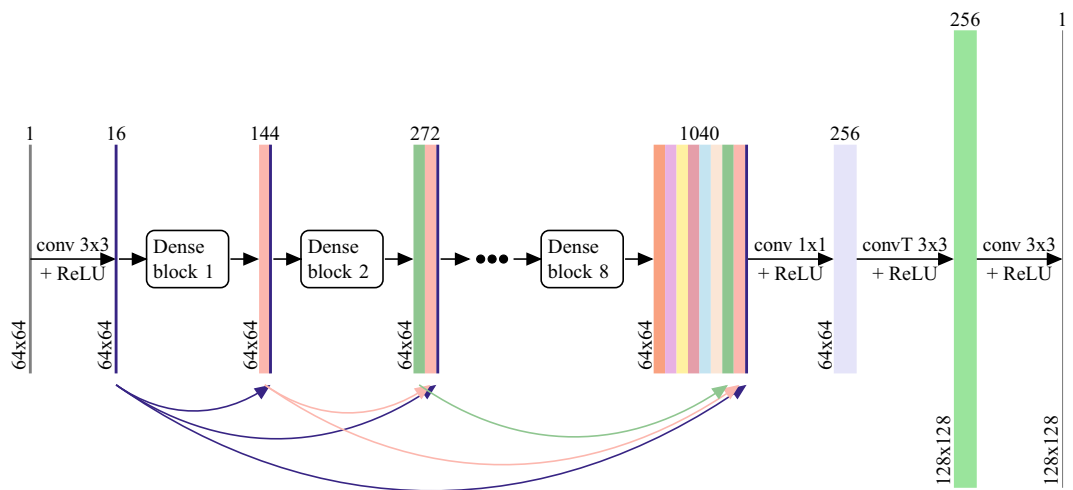 256
1
1
16
144
272
1040
256
conv 3x3
+ ReLU
Dense
block 1
Dense
block 2
Dense
block 8
conv 1x1
+ ReLU
convT 3x3
+ ReLU
conv 3x3
+ ReLU
64x64
64x64
64x64
64x64
64x64
64x64
128x128
128x128